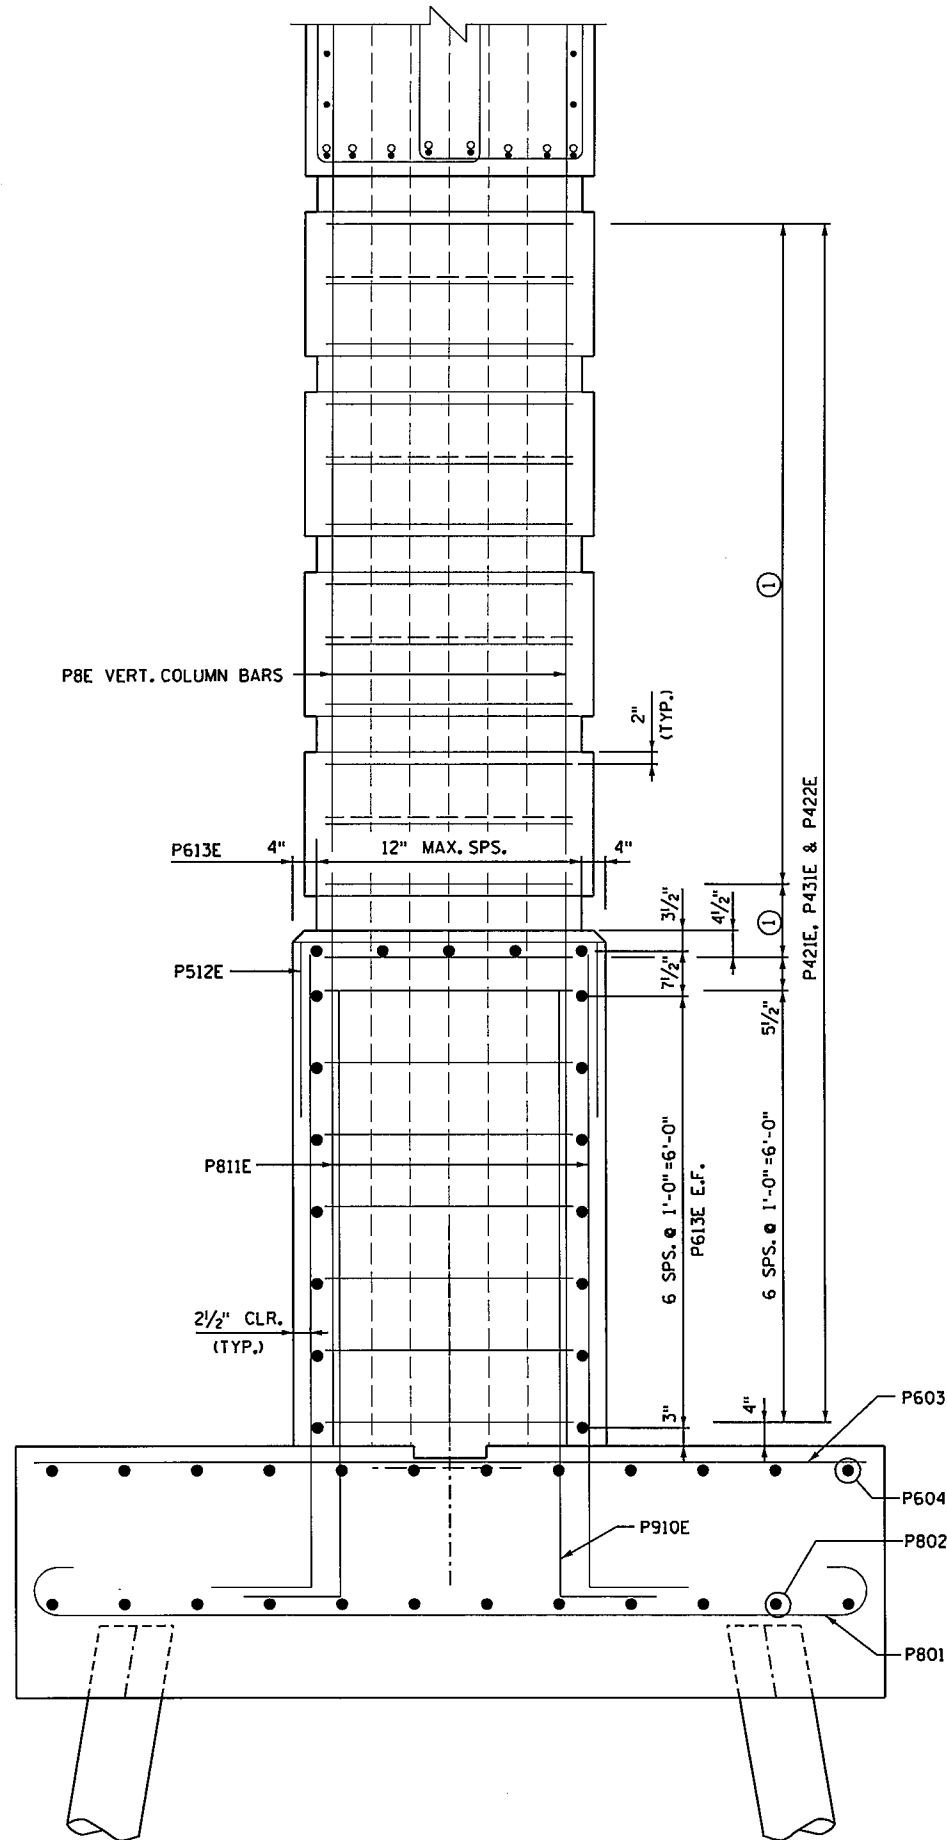 P8E VERT. COLUMN BARS
2"
(TYP.)
①
P613E
4"
12" MAX. SPS.
4"
3½"
4½"
①
P421E, P431E & P422E
P512E
7½"
5½"
P811E
6 SPS. @ 1'-0"=6'-0"
P613E E.F.
6 SPS. @ 1'-0"=6'-0"
2½" CLR.
(TYP.)
3"
4"
P603
P604
P910E
P802
P801